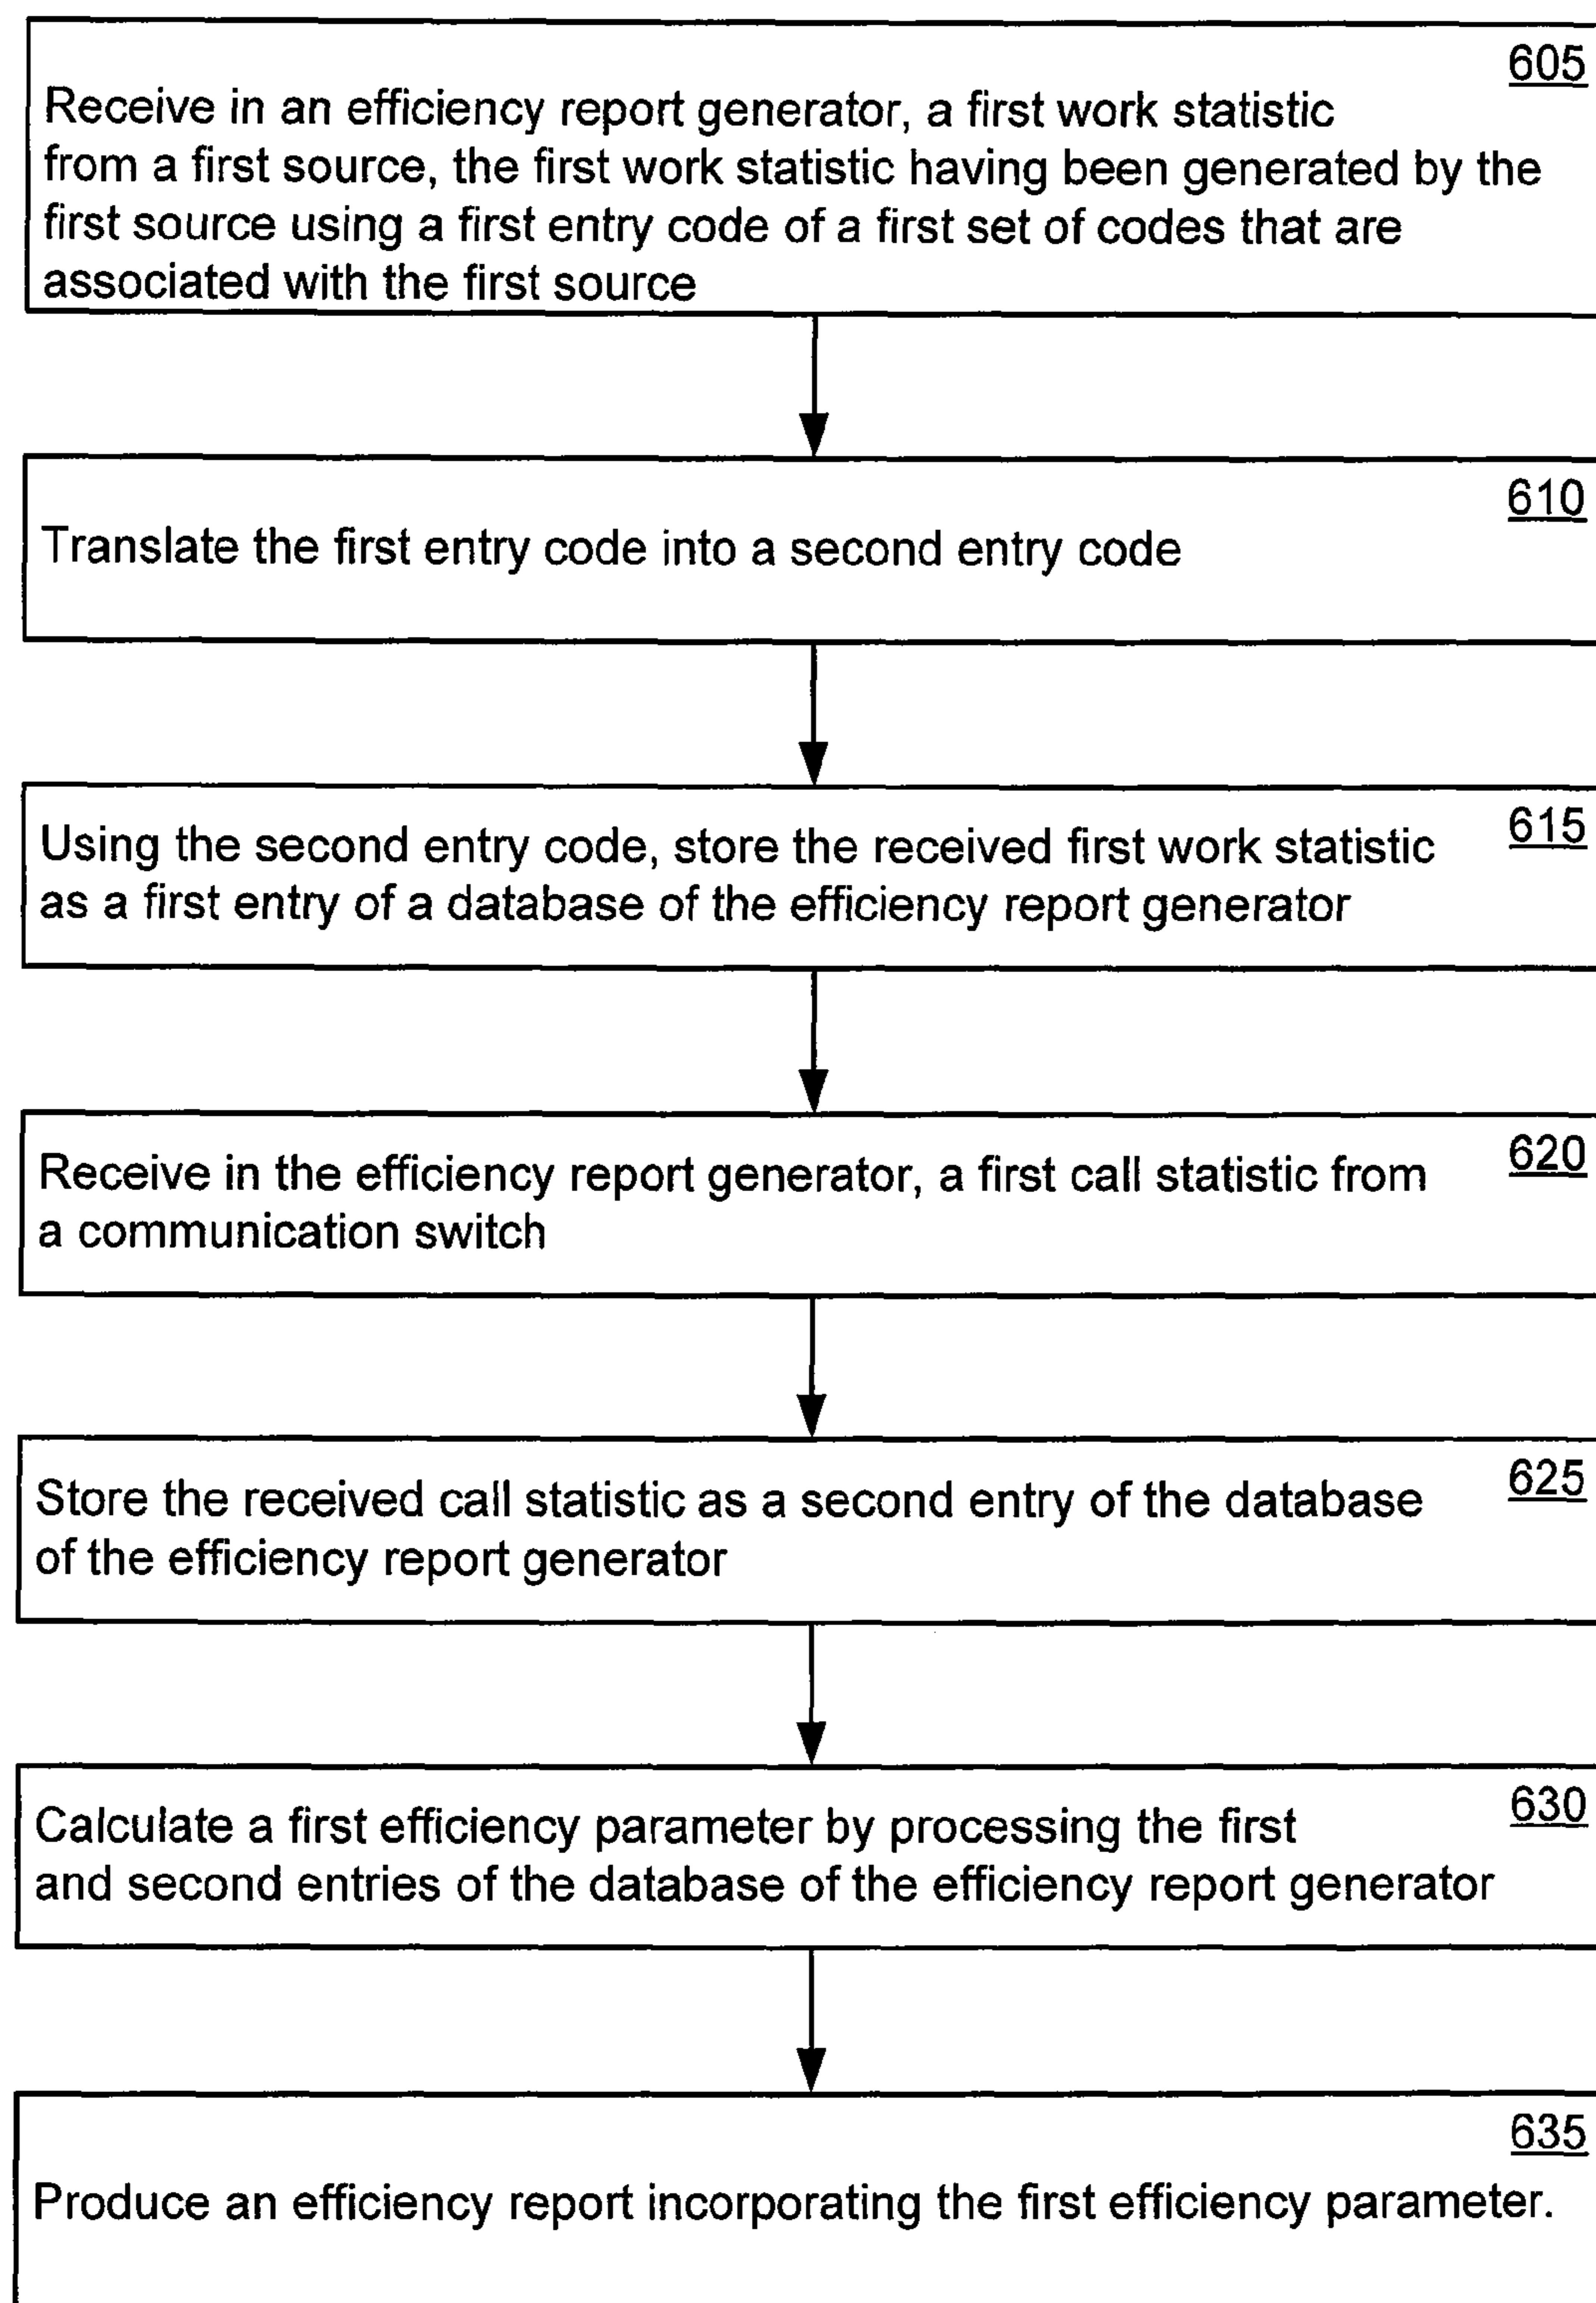 605
Receive in an efficiency report generator, a first work statistic
from a first source, the first work statistic having been generated by the
first source using a first entry code of a first set of codes that are
associated with the first source
610
Translate the first entry code into a second entry code
615
Using the second entry code, store the received first work statistic
as a first entry of a database of the efficiency report generator
620
Receive in the efficiency report generator, a first call statistic from
a communication switch
625
Store the received call statistic as a second entry of the database
of the efficiency report generator
630
Calculate a first efficiency parameter by processing the first
and second entries of the database of the efficiency report generator
635
Produce an efficiency report incorporating the first efficiency parameter.